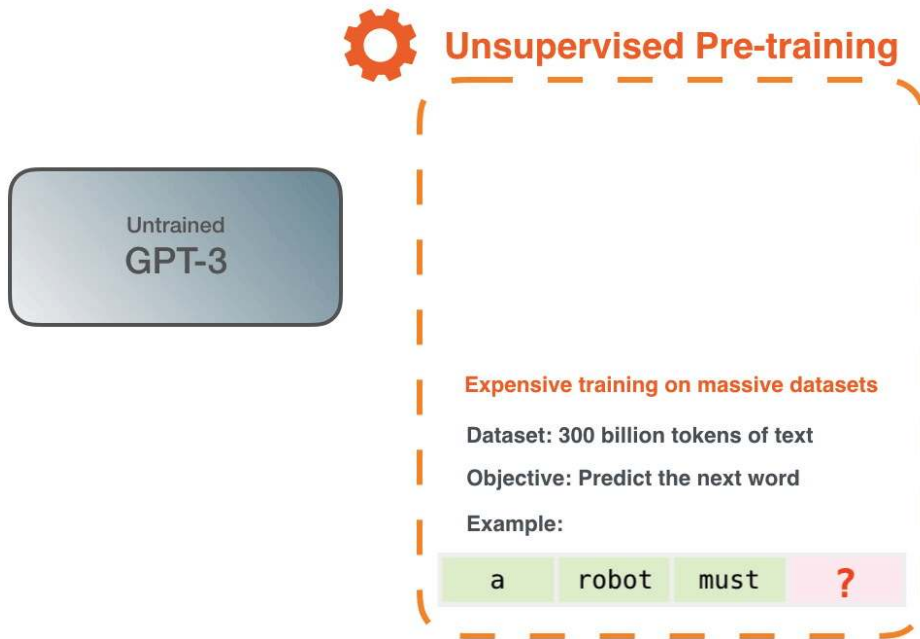 Unsupervised Pre-training
Untrained
GPT-3
Expensive training on massive datasets
Dataset: 300 billion tokens of text
Objective: Predict the next word
Example:
a robot must ?